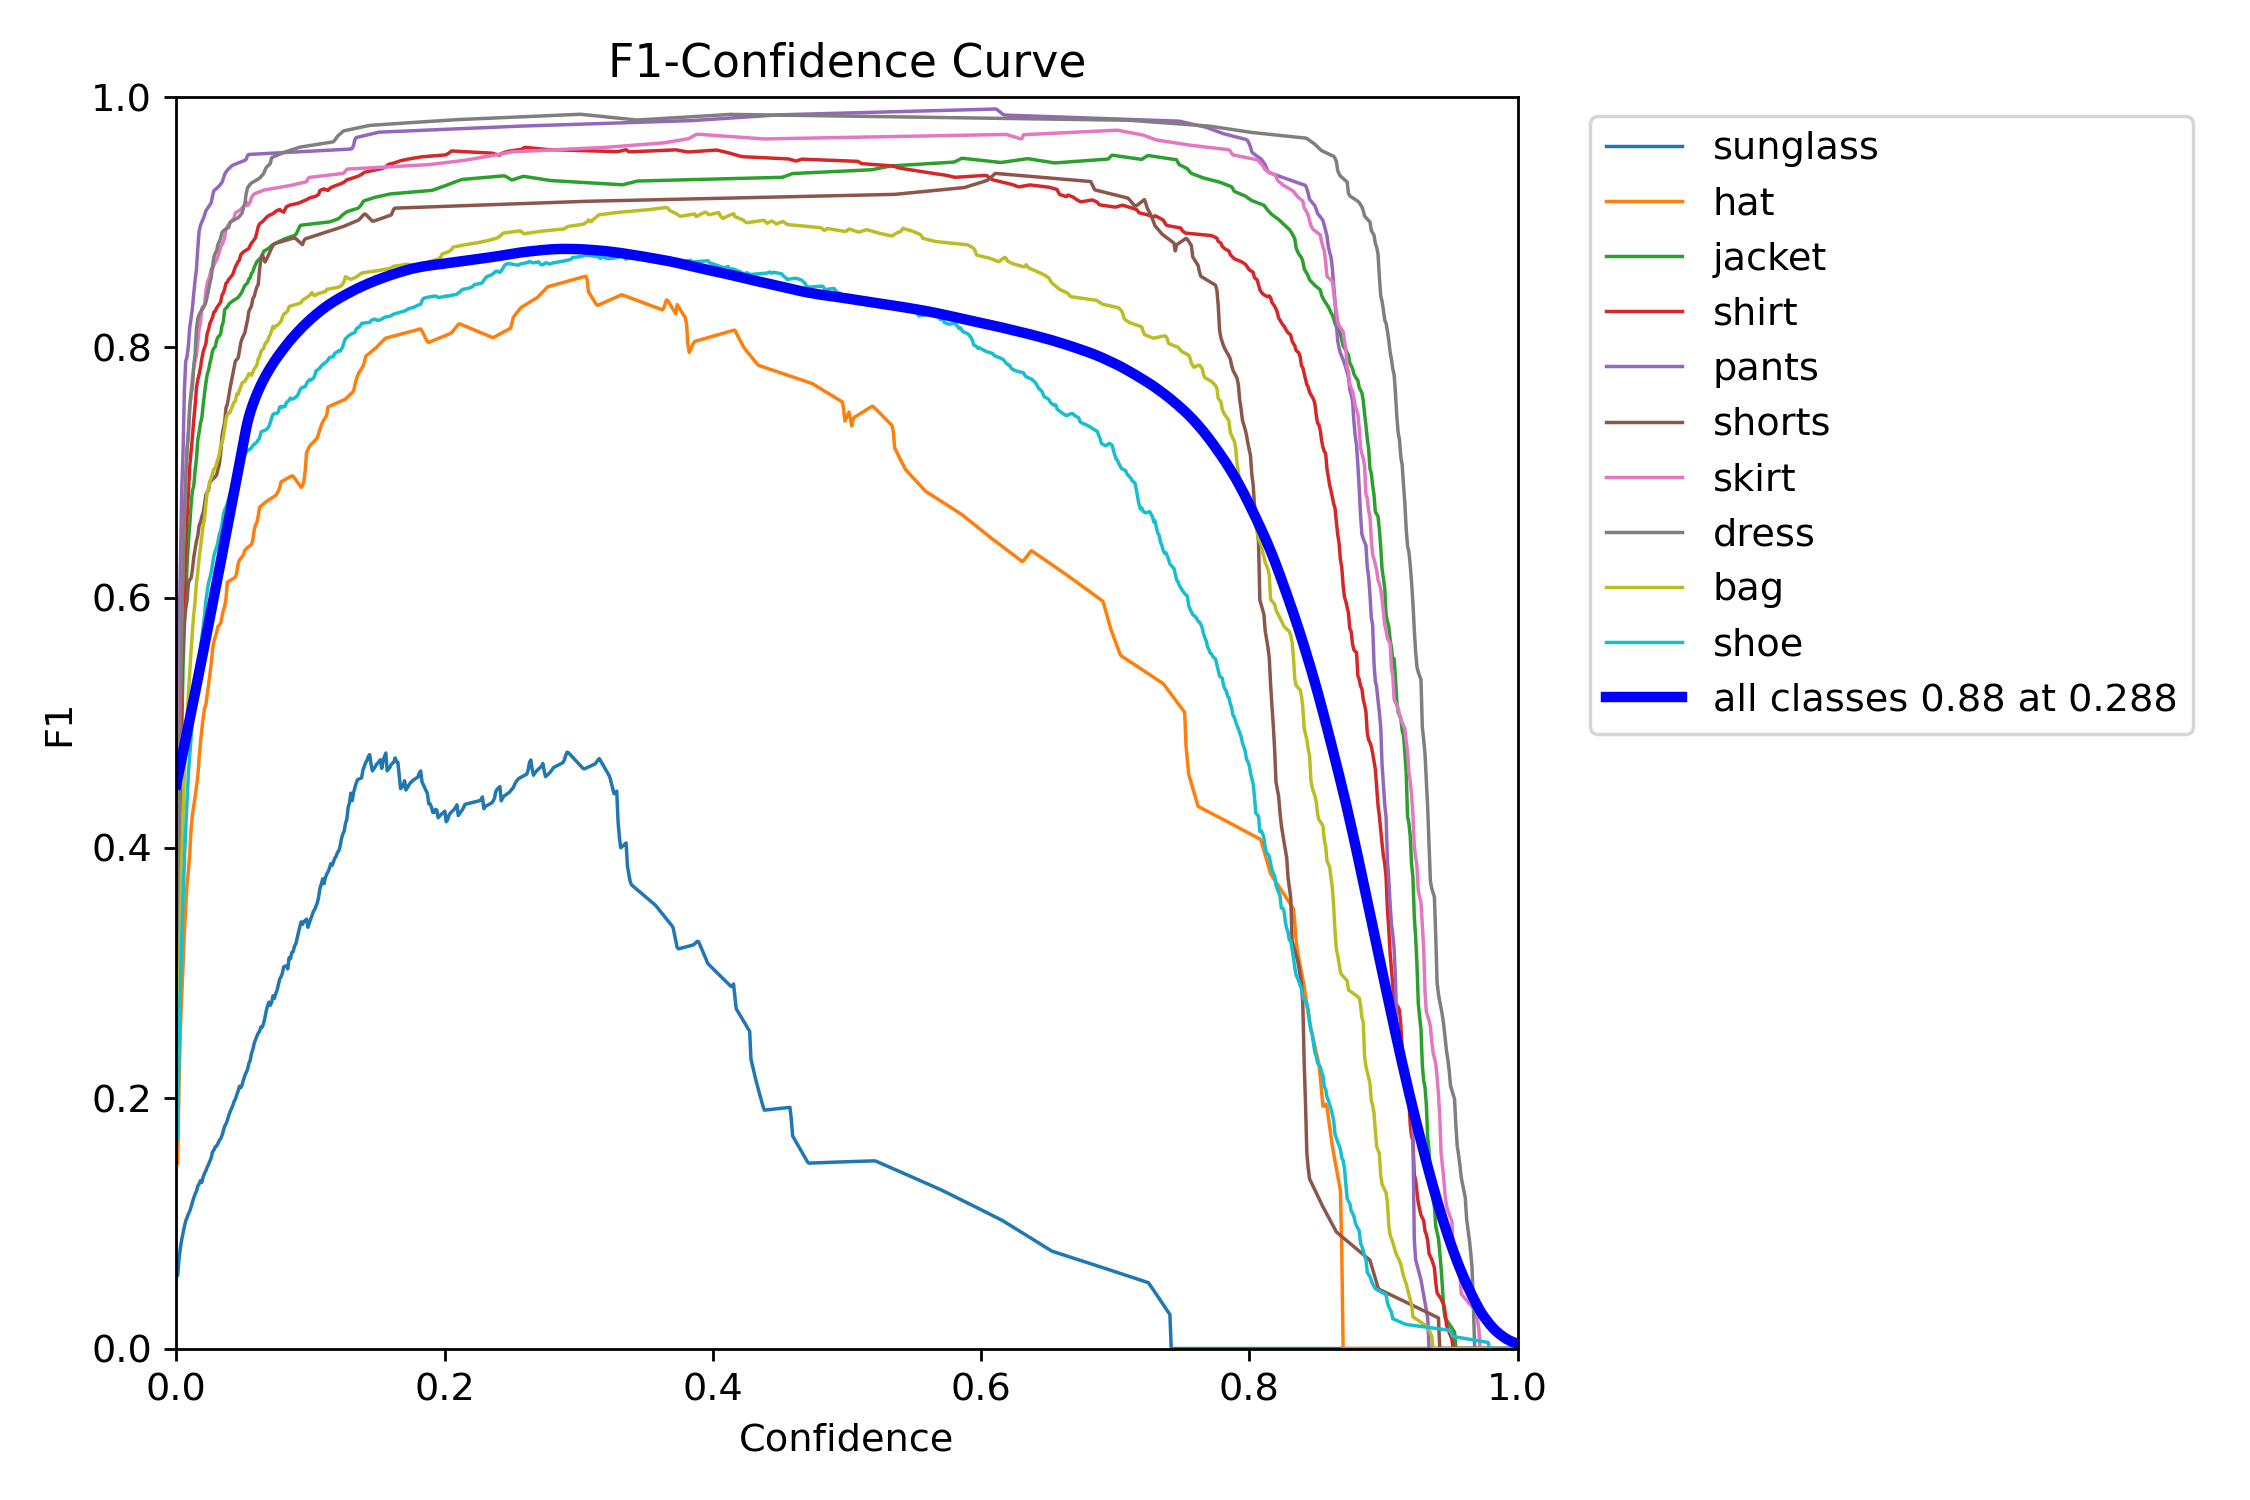 F1-Confidence Curve
1.0
0.8
0.6
0.4
0.2
0.0
F1
0.0 0.2 0.4 0.6 0.8 1.0
Confidence
sunglass
hat
jacket
shirt
pants
shorts
skirt
dress
bag
shoe
all classes 0.88 at 0.288